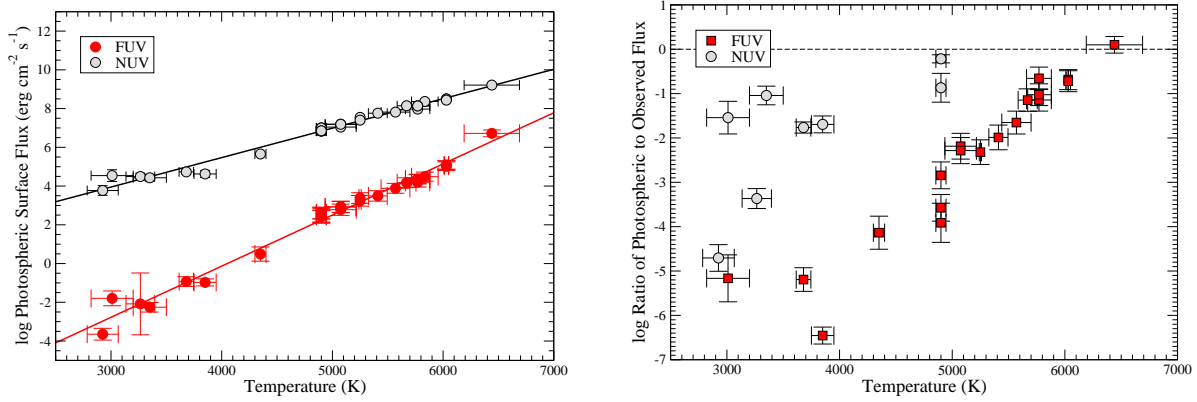 log Photospheric Surface Flux (erg cm⁻² s⁻¹)
12
10
8
6
4
2
0
-2
-4
FUV
NUV
3000 4000 5000 6000 7000
Temperature (K)
log Ratio of Photospheric to Observed Flux
1
0
-1
-2
-3
-4
-5
-6
-7
FUV
NUV
3000 4000 5000 6000 7000
Temperature (K)